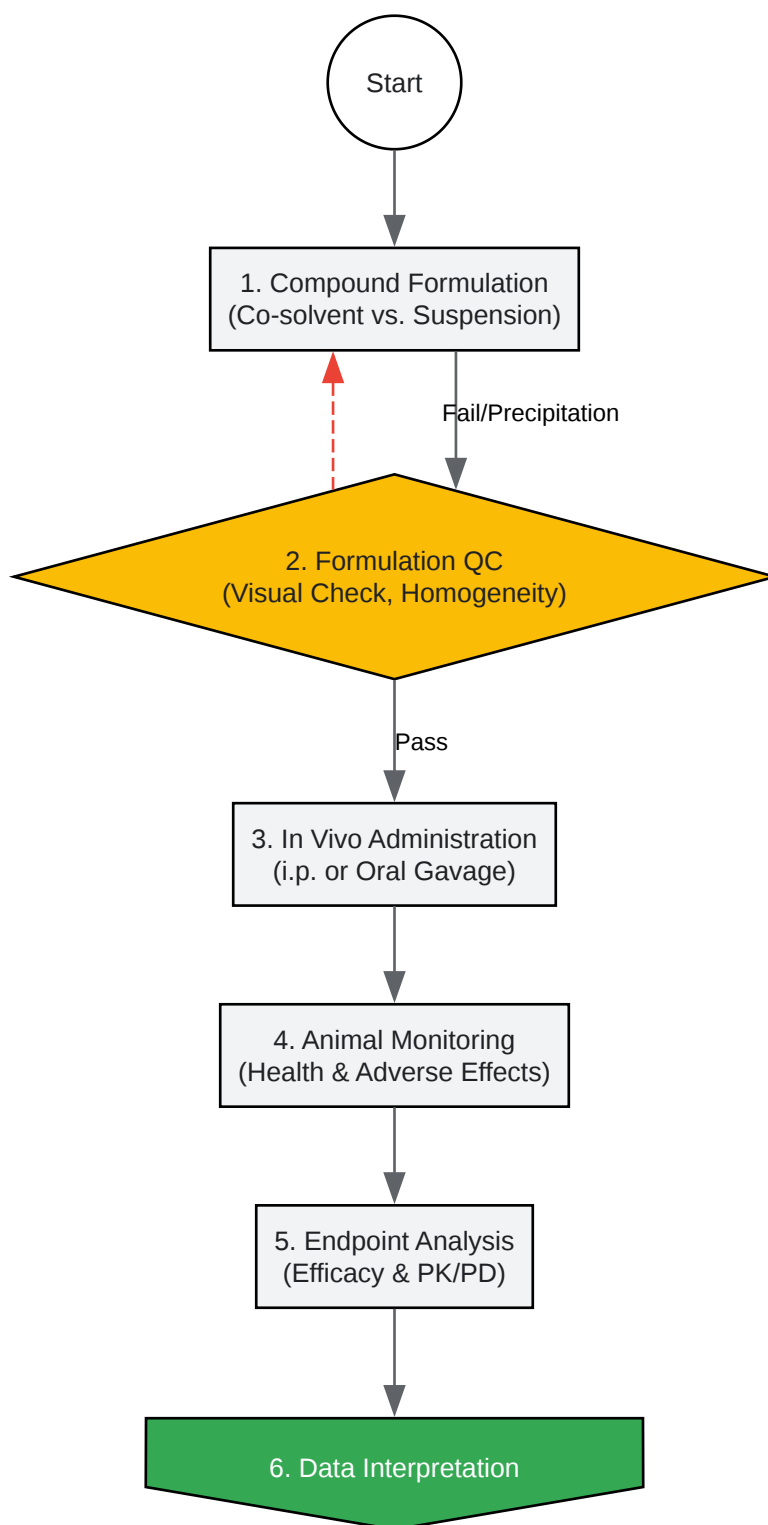 Start
1. Compound Formulation
(Co-solvent vs. Suspension)
Fail/Precipitation
2. Formulation QC
(Visual Check, Homogeneity)
Pass
3. In Vivo Administration
(i.p. or Oral Gavage)
4. Animal Monitoring
(Health & Adverse Effects)
5. Endpoint Analysis
(Efficacy & PK/PD)
6. Data Interpretation